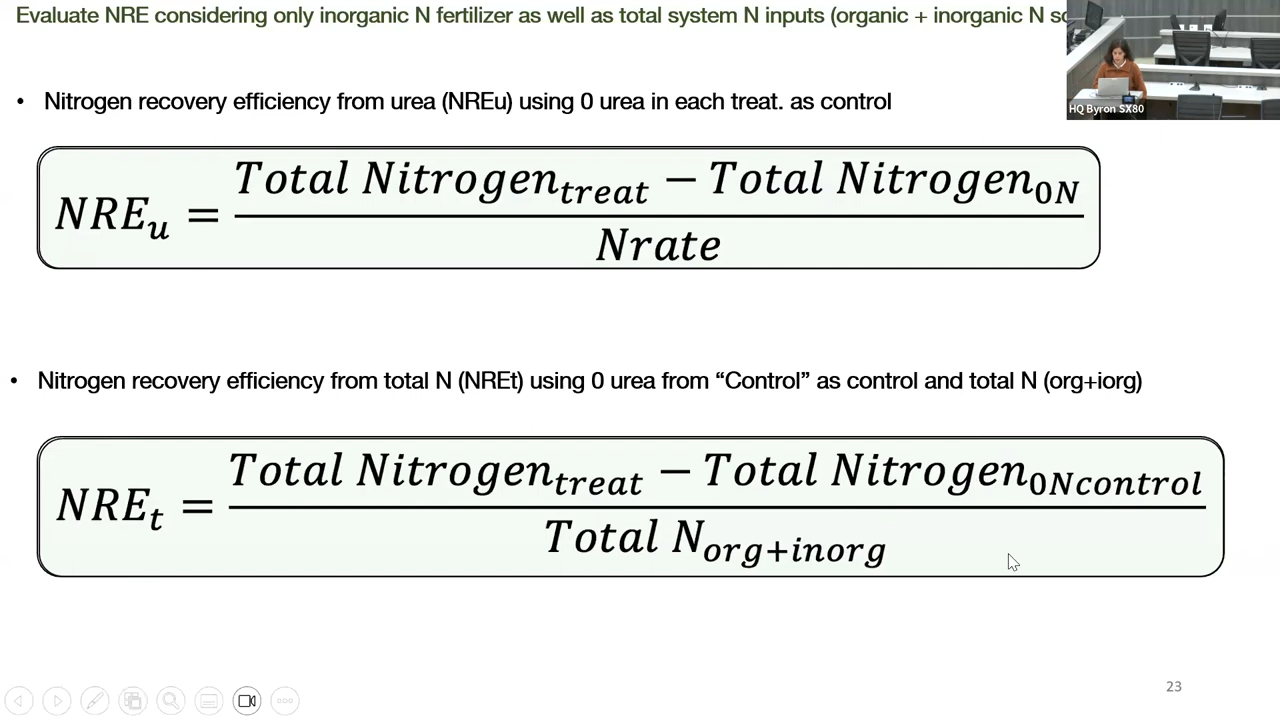 Evaluate NRE considering only inorganic N fertilizer as well as total system N inputs (organic + inorganic N
HQ Byron SX80
• Nitrogen recovery efficiency from urea (NREu) using 0 urea in each treat. as control
NRE_u = (Total Nitrogen_treat − Total Nitrogen_0N) / Nrate
• Nitrogen recovery efficiency from total N (NREt) using 0 urea from “Control” as control and total N (org+iorg)
NRE_t = (Total Nitrogen_treat − Total Nitrogen_0Ncontrol) / Total N_org+inorg
23